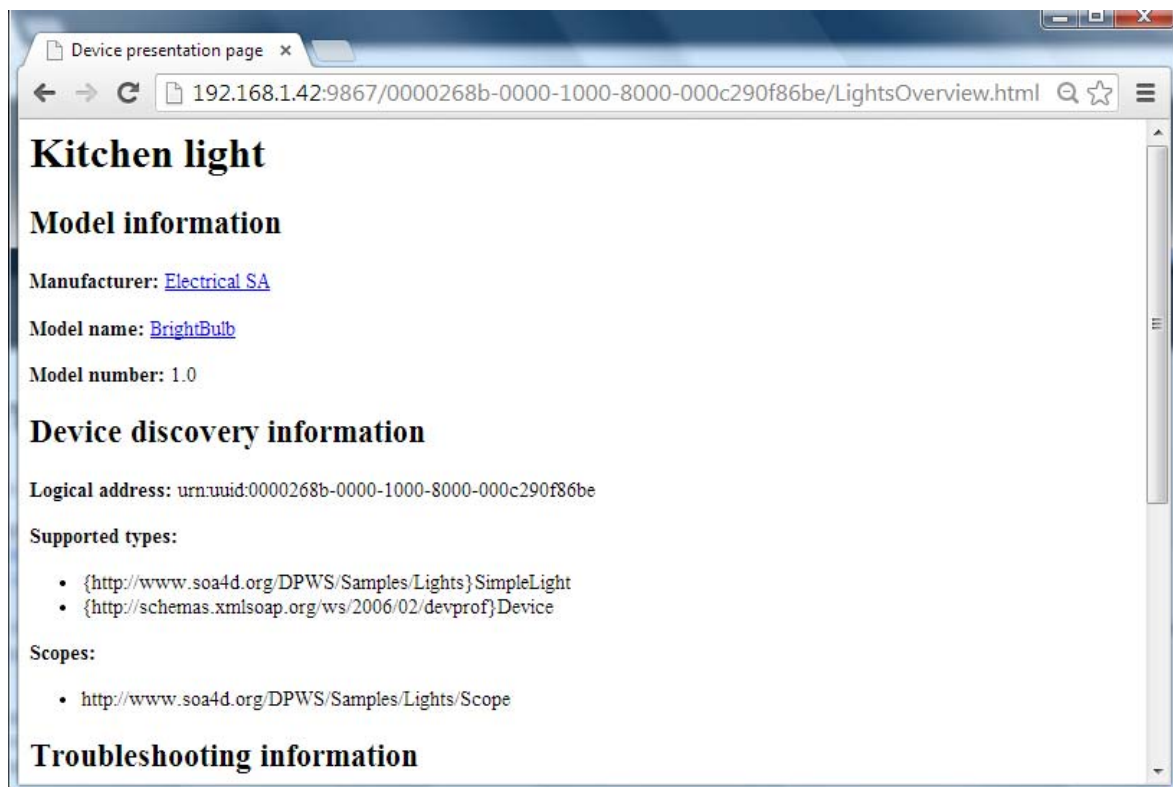 Device presentation page
192.168.1.42:9867/0000268b-0000-1000-8000-000c290f86be/LightsOverview.html
Kitchen light
Model information
Manufacturer: Electrical SA
Model name: BrightBulb
Model number: 1.0
Device discovery information
Logical address: urn:uuid:0000268b-0000-1000-8000-000c290f86be
Supported types:
• {http://www.soa4d.org/DPWS/Samples/Lights}SimpleLight
• {http://schemas.xmlsoap.org/ws/2006/02/devprof}Device
Scopes:
• http://www.soa4d.org/DPWS/Samples/Lights/Scope
Troubleshooting information